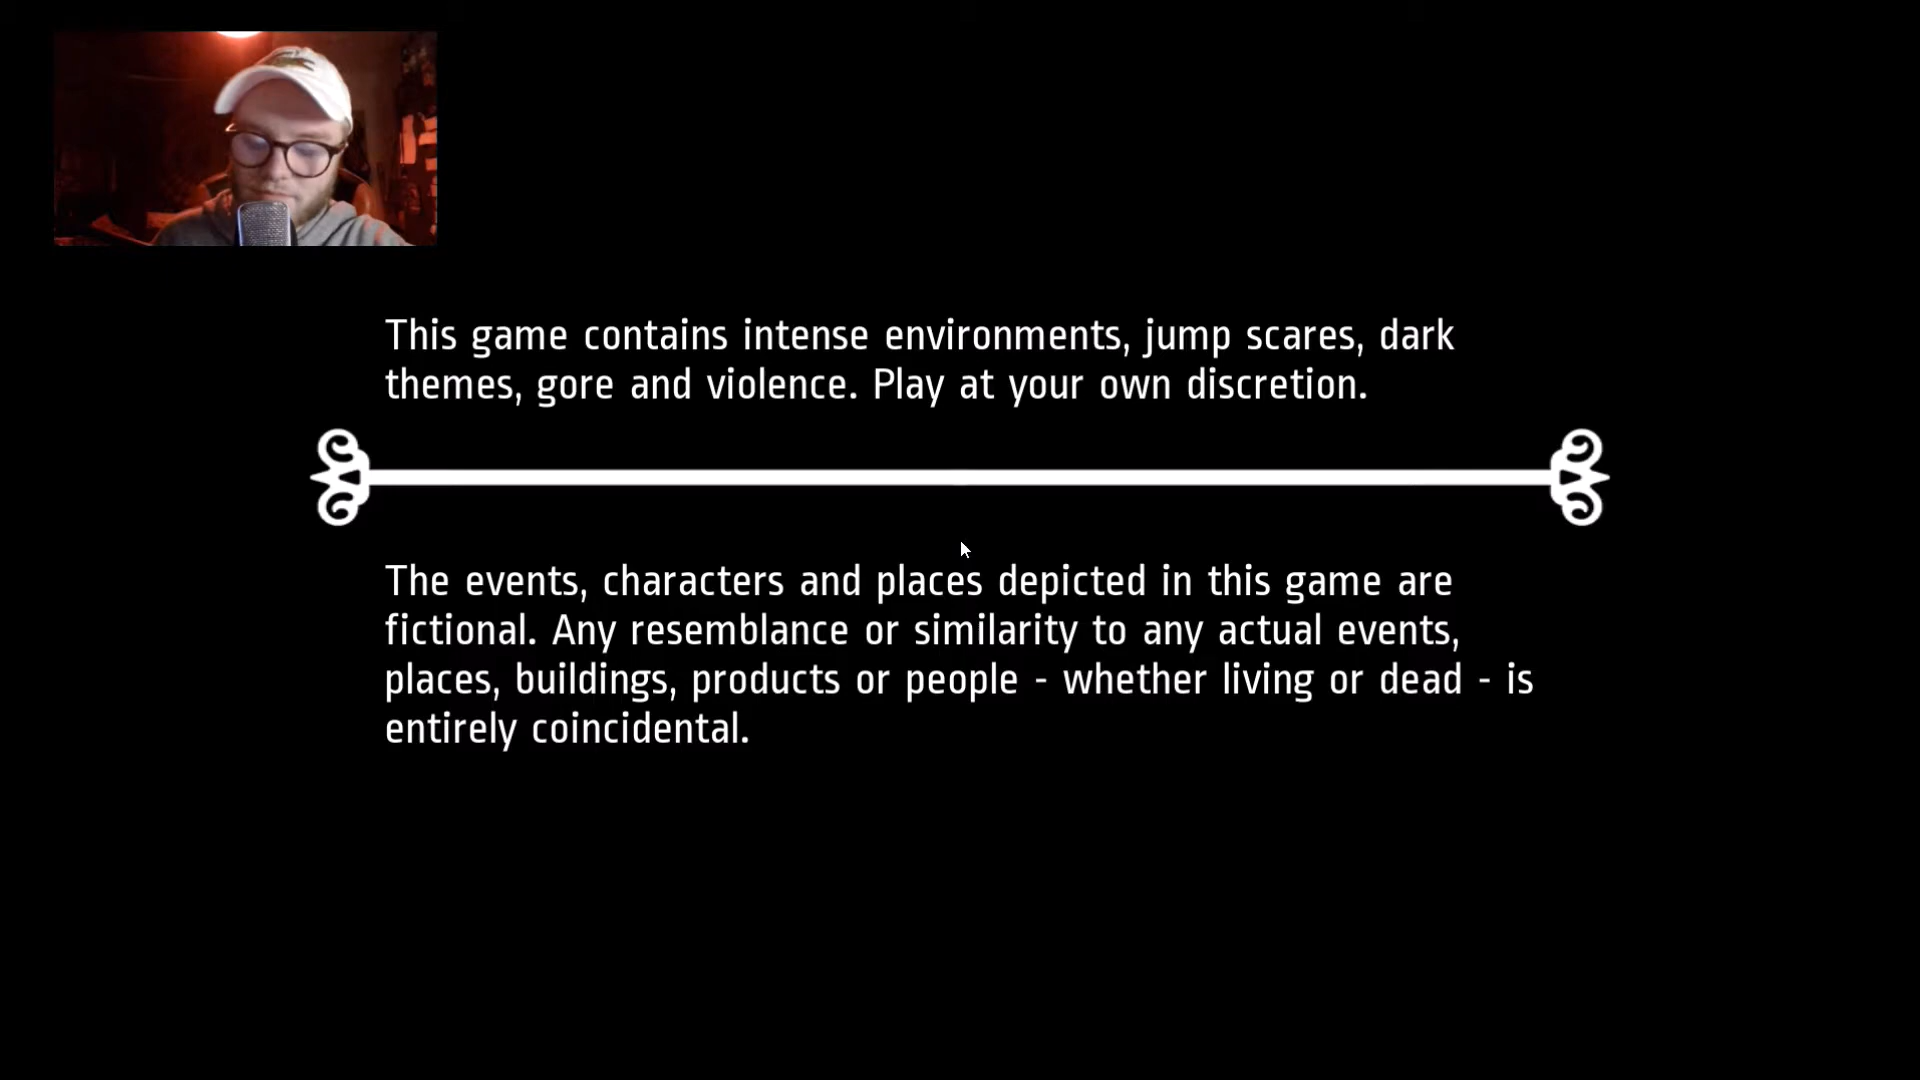 This game contains intense environments, jump scares, dark
themes, gore and violence. Play at your own discretion.
The events, characters and places depicted in this game are
fictional. Any resemblance or similarity to any actual events,
places, buildings, products or people - whether living or dead - is
entirely coincidental.